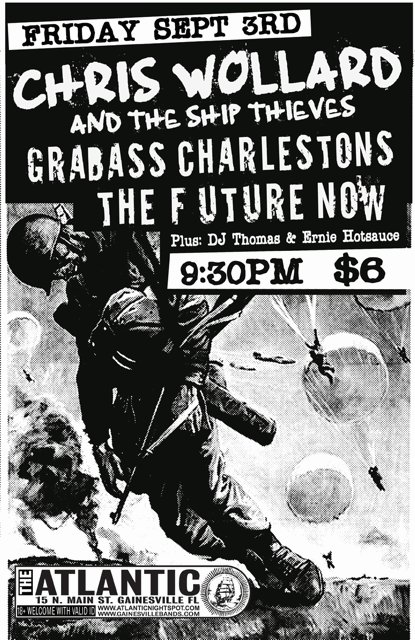 FRIDAY SEPT 3RD
CHRIS WOLLARD
AND THE SHIP THIEVES
GRABASS CHARLESTONS
THE FUTURE NOW
Plus: DJ Thomas & Ernie Hotsauce
9:30PM $6
THE ATLANTIC
15 N. MAIN ST. GAINESVILLE FL
18+ WELCOME WITH VALID ID
WWW.ATLANTICNIGHTSPOT.COM
WWW.GAINESVILLEBANDS.COM